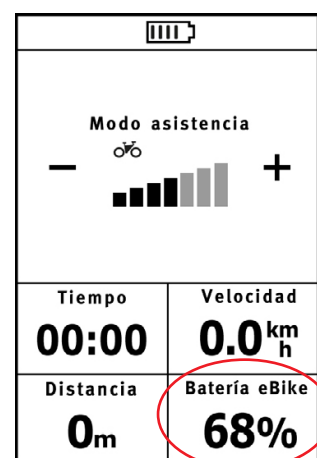 Modo asistencia
− +
Tiempo Velocidad
00:00 0.0 km/h
Distancia Batería eBike
0m 68%